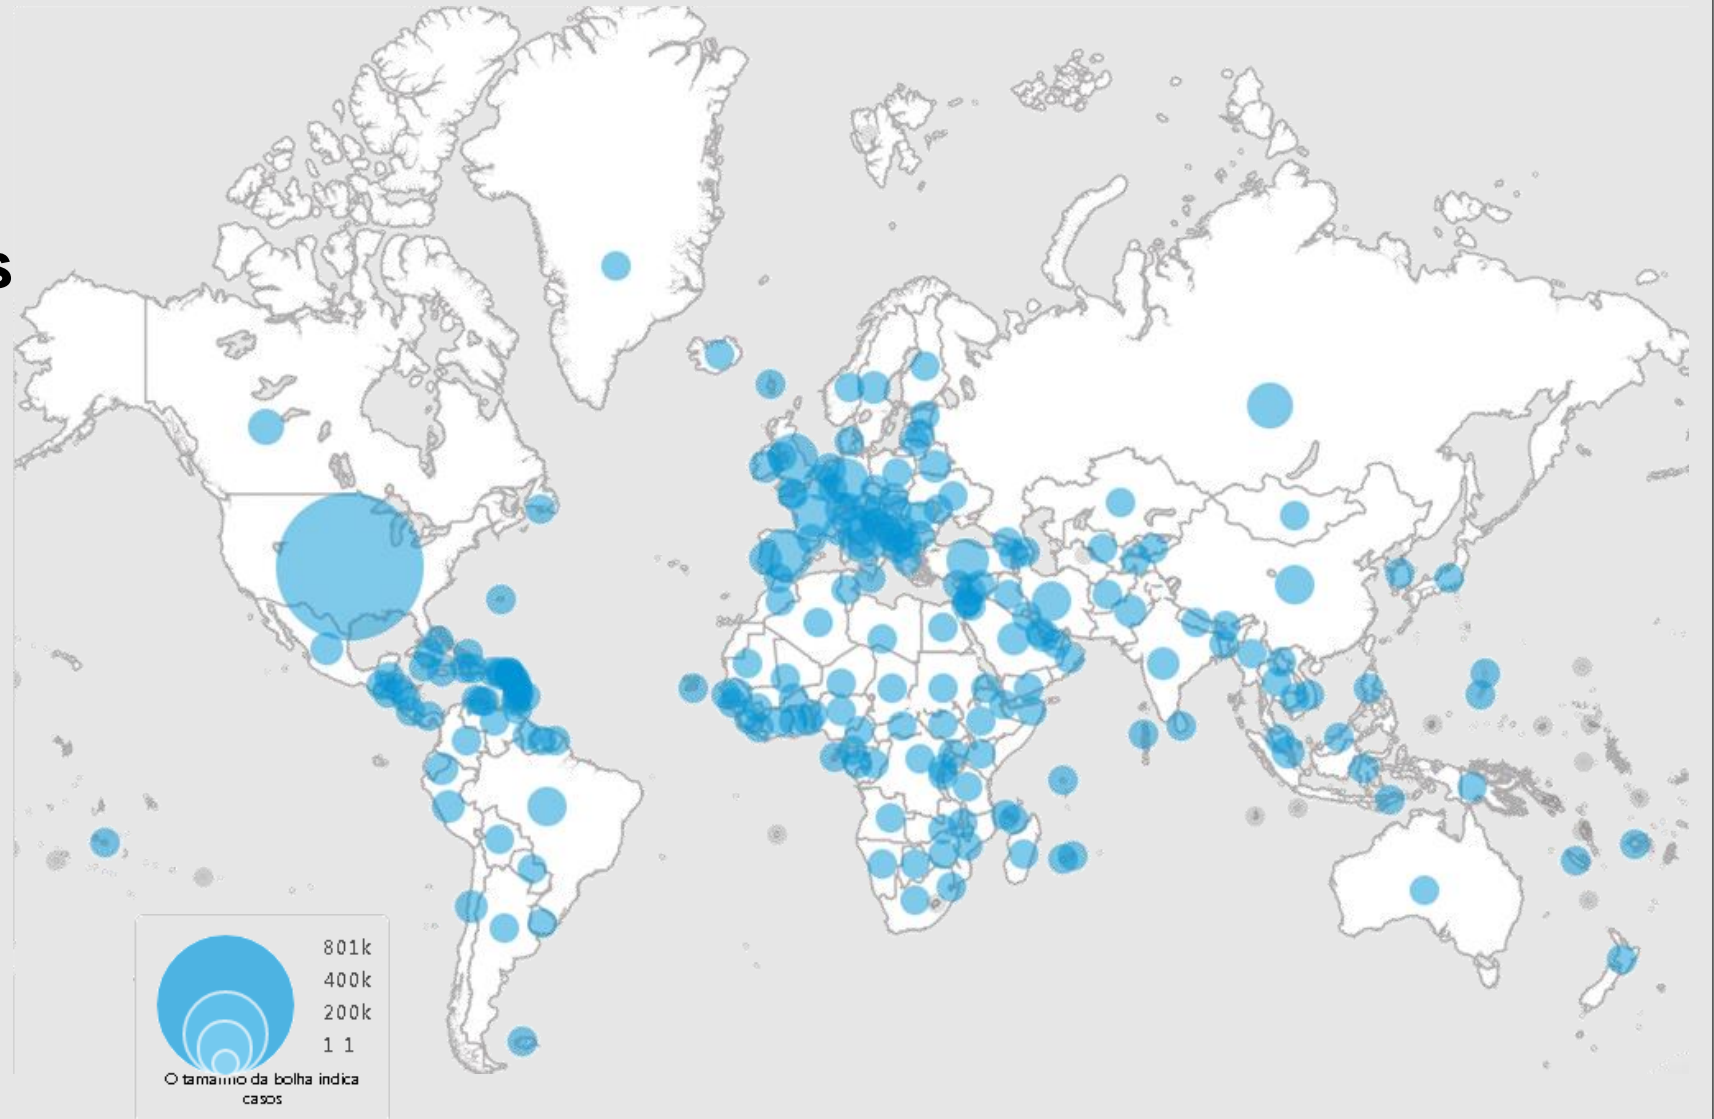 s
801k
400k
200k
1 1
O tamanho da bolha indica
casos